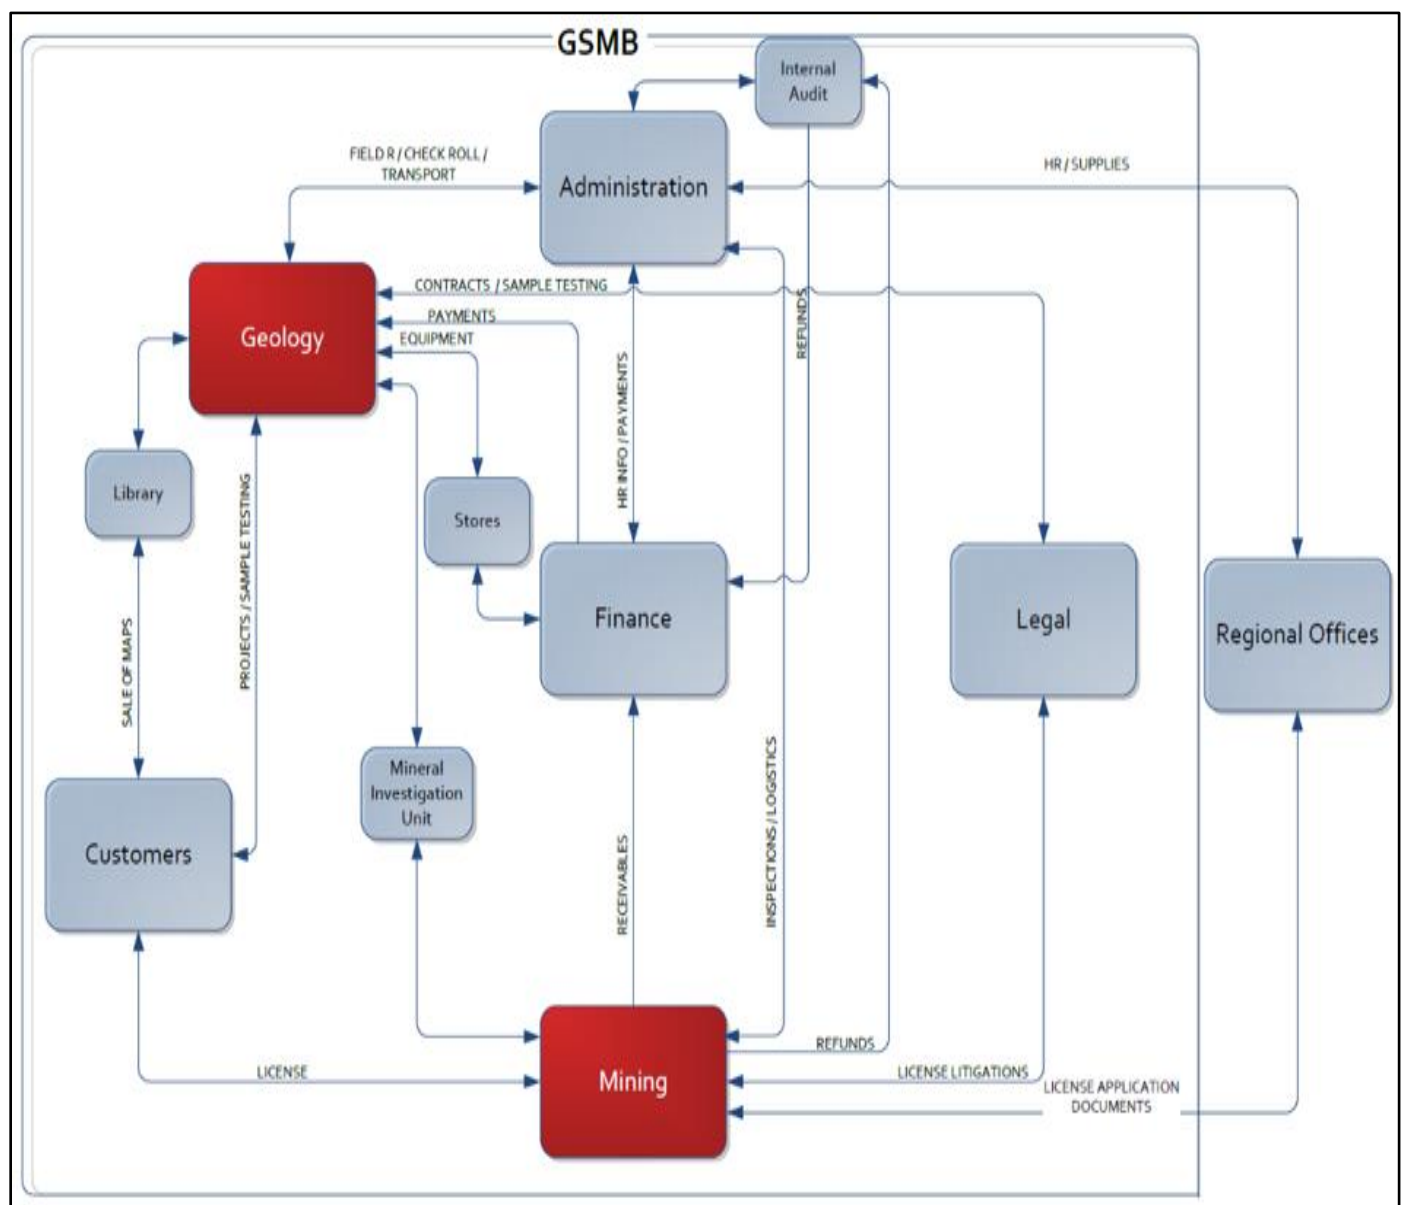 GSMB
Internal
Audit
FIELD R / CHECK ROLL /
TRANSPORT
Administration
HR / SUPPLIES
CONTRACTS / SAMPLE TESTING
PAYMENTS
EQUIPMENT
Geology
REFUNDS
HR INFO / PAYMENTS
Library
Stores
PROJECTS / SAMPLE TESTING
SALE OF MAPS
Finance
Legal
Regional Offices
Mineral
Investigation
Unit
Customers
RECEIVABLES
INSPECTIONS / LOGISTICS
REFUNDS
LICENSE
Mining
LICENSE LITIGATIONS
LICENSE APPLICATION
DOCUMENTS